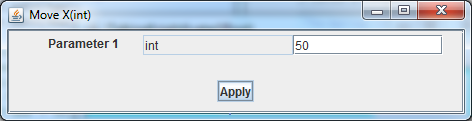 Move X(int)
Parameter 1 int 50
Apply